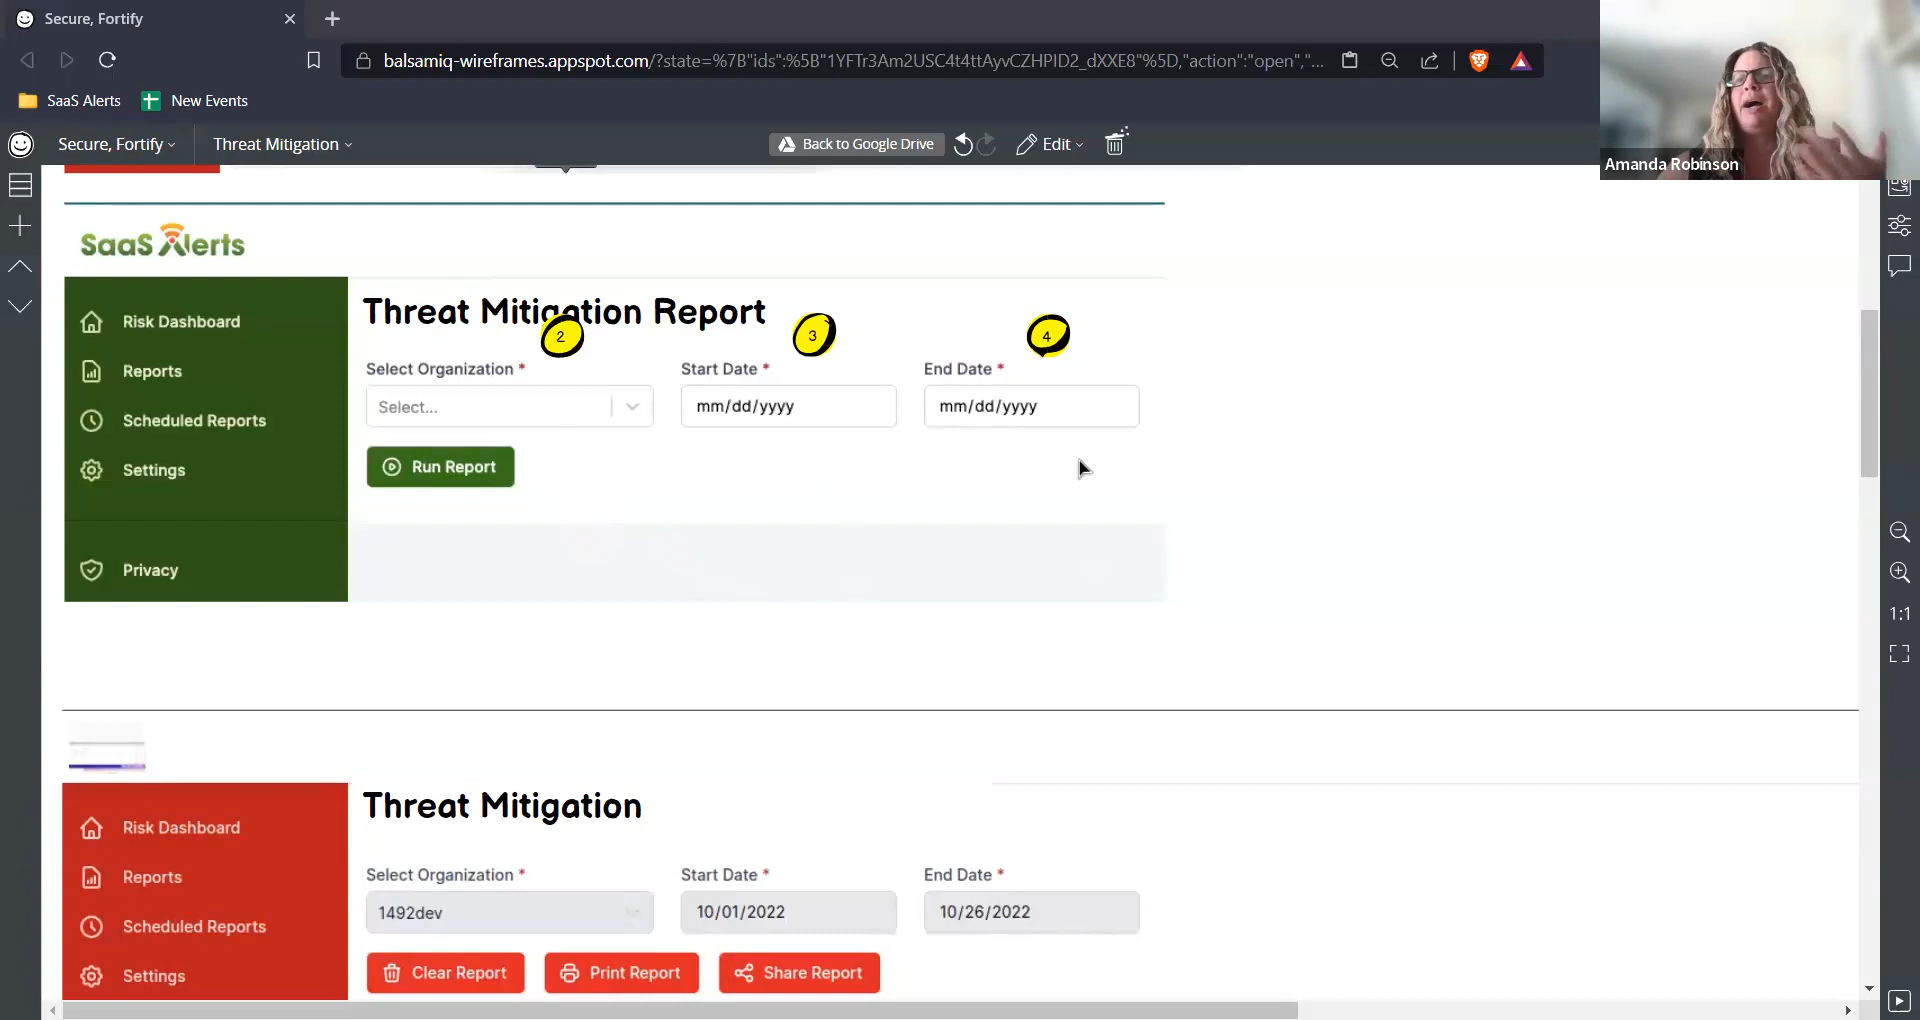 Secure, Fortify
balsamiq-wireframes.appspot.com/?state=%7B"ids":%5B"1YFTr3Am2USC4t4ttAyvCZHPID2_dXXE8"%5D,"action":"open","...
SaaS Alerts
New Events
Secure, Fortify
Threat Mitigation
Back to Google Drive
Edit
Amanda Robinson
SaaS Alerts
Risk Dashboard
Reports
Scheduled Reports
Settings
Privacy
Threat Mitigation Report
2
3
4
Select Organization *
Start Date *
End Date *
Select...
mm/dd/yyyy
mm/dd/yyyy
Run Report
1:1
Risk Dashboard
Reports
Scheduled Reports
Settings
Threat Mitigation
Select Organization *
Start Date *
End Date *
1492dev
10/01/2022
10/26/2022
Clear Report
Print Report
Share Report